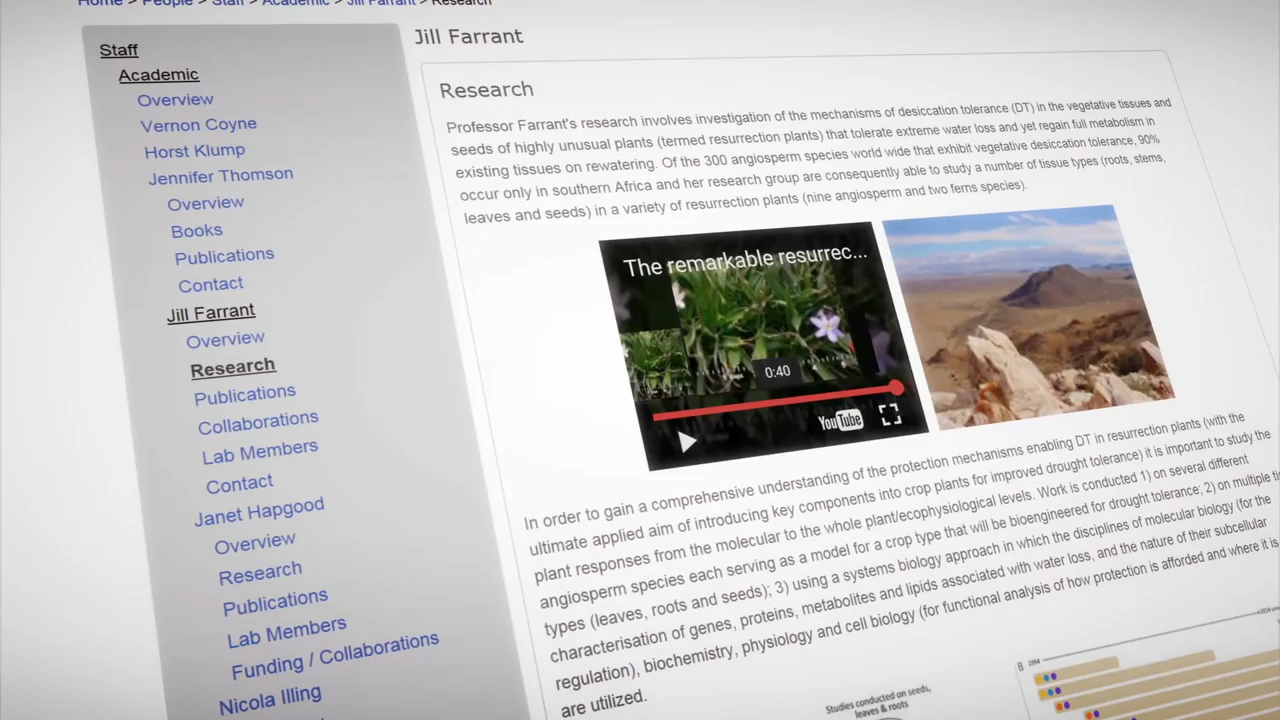 Home > People > Staff > Academic > Jill Farrant > Research
Staff
Academic
Overview
Vernon Coyne
Horst Klump
Jennifer Thomson
Overview
Books
Publications
Contact
Jill Farrant
Overview
Research
Publications
Collaborations
Lab Members
Contact
Janet Hapgood
Overview
Research
Publications
Lab Members
Funding / Collaborations
Nicola Illing
Jill Farrant
Research
Professor Farrant's research involves investigation of the mechanisms of desiccation tolerance (DT) in the vegetative tissues and
seeds of highly unusual plants (termed resurrection plants) that tolerate extreme water loss and yet regain full metabolism in
existing tissues on rewatering. Of the 300 angiosperm species world wide that exhibit vegetative desiccation tolerance, 90%
occur only in southern Africa and her research group are consequently able to study a number of tissue types (roots, stems,
leaves and seeds) in a variety of resurrection plants (nine angiosperm and two ferns species).
The remarkable resurrec...
0:40
YouTube
In order to gain a comprehensive understanding of the protection mechanisms enabling DT in resurrection plants (with the
ultimate applied aim of introducing key components into crop plants for improved drought tolerance) it is important to study the
plant responses from the molecular to the whole plant/ecophysiological levels. Work is conducted 1) on several different
angiosperm species each serving as a model for a crop type that will be bioengineered for drought tolerance; 2) on multiple
types (leaves, roots and seeds); 3) using a systems biology approach in which the disciplines of molecular biology (for the
characterisation of genes, proteins, metabolites and lipids associated with water loss, and the nature of their subcellular
regulation), biochemistry, physiology and cell biology (for functional analysis of how protection is afforded and where it is
are utilized.
Studies conducted on seeds,
leaves & roots
B 1994